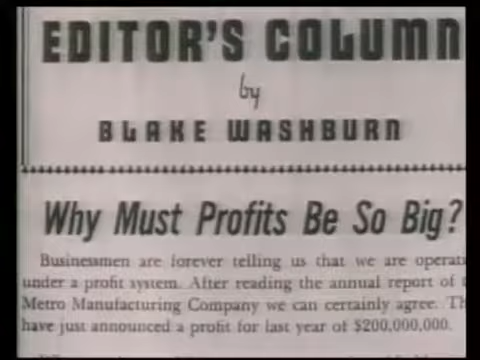 EDITOR'S COLUMN
by
BLAKE WASHBURN
Why Must Profits Be So Big?
Businessmen are forever telling us that we are operat
under a profit system. After reading the annual report of
Metro Manufacturing Company we can certainly agree. Th
have just announced a profit for last year of $200,000,000.